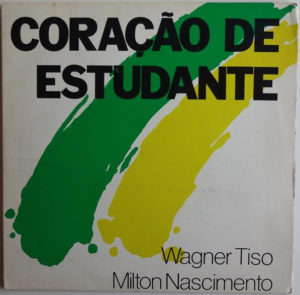 CORAÇÃO DE
ESTUDANTE
Wagner Tiso
Milton Nascimento